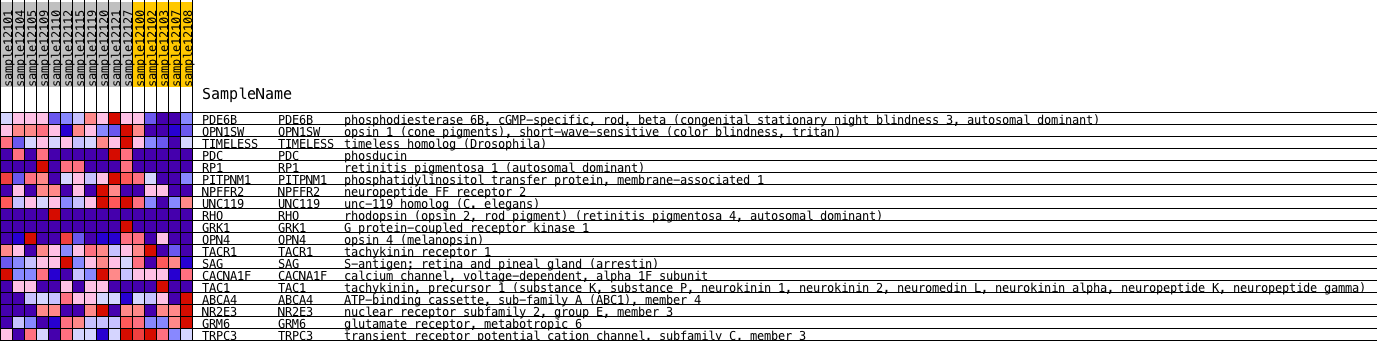 sample12101
sample12104
sample12105
sample12109
sample12110
sample12112
sample12115
sample12119
sample12120
sample12121
sample12127
sample12100
sample12102
sample12103
sample12107
sample12108
SampleName
PDE6B PDE6B phosphodiesterase 6B, cGMP-specific, rod, beta (congenital stationary night blindness 3, autosomal dominant)
OPN1SW OPN1SW opsin 1 (cone pigments), short-wave-sensitive (color blindness, tritan)
TIMELESS TIMELESS timeless homolog (Drosophila)
PDC PDC phosducin
RP1 RP1 retinitis pigmentosa 1 (autosomal dominant)
PITPNM1 PITPNM1 phosphatidylinositol transfer protein, membrane-associated 1
NPFFR2 NPFFR2 neuropeptide FF receptor 2
UNC119 UNC119 unc-119 homolog (C. elegans)
RHO RHO rhodopsin (opsin 2, rod pigment) (retinitis pigmentosa 4, autosomal dominant)
GRK1 GRK1 G protein-coupled receptor kinase 1
OPN4 OPN4 opsin 4 (melanopsin)
TACR1 TACR1 tachykinin receptor 1
SAG SAG S-antigen; retina and pineal gland (arrestin)
CACNA1F CACNA1F calcium channel, voltage-dependent, alpha 1F subunit
TAC1 TAC1 tachykinin, precursor 1 (substance K, substance P, neurokinin 1, neurokinin 2, neuromedin L, neurokinin alpha, neuropeptide K, neuropeptide gamma)
ABCA4 ABCA4 ATP-binding cassette, sub-family A (ABC1), member 4
NR2E3 NR2E3 nuclear receptor subfamily 2, group E, member 3
GRM6 GRM6 glutamate receptor, metabotropic 6
TRPC3 TRPC3 transient receptor potential cation channel, subfamily C, member 3